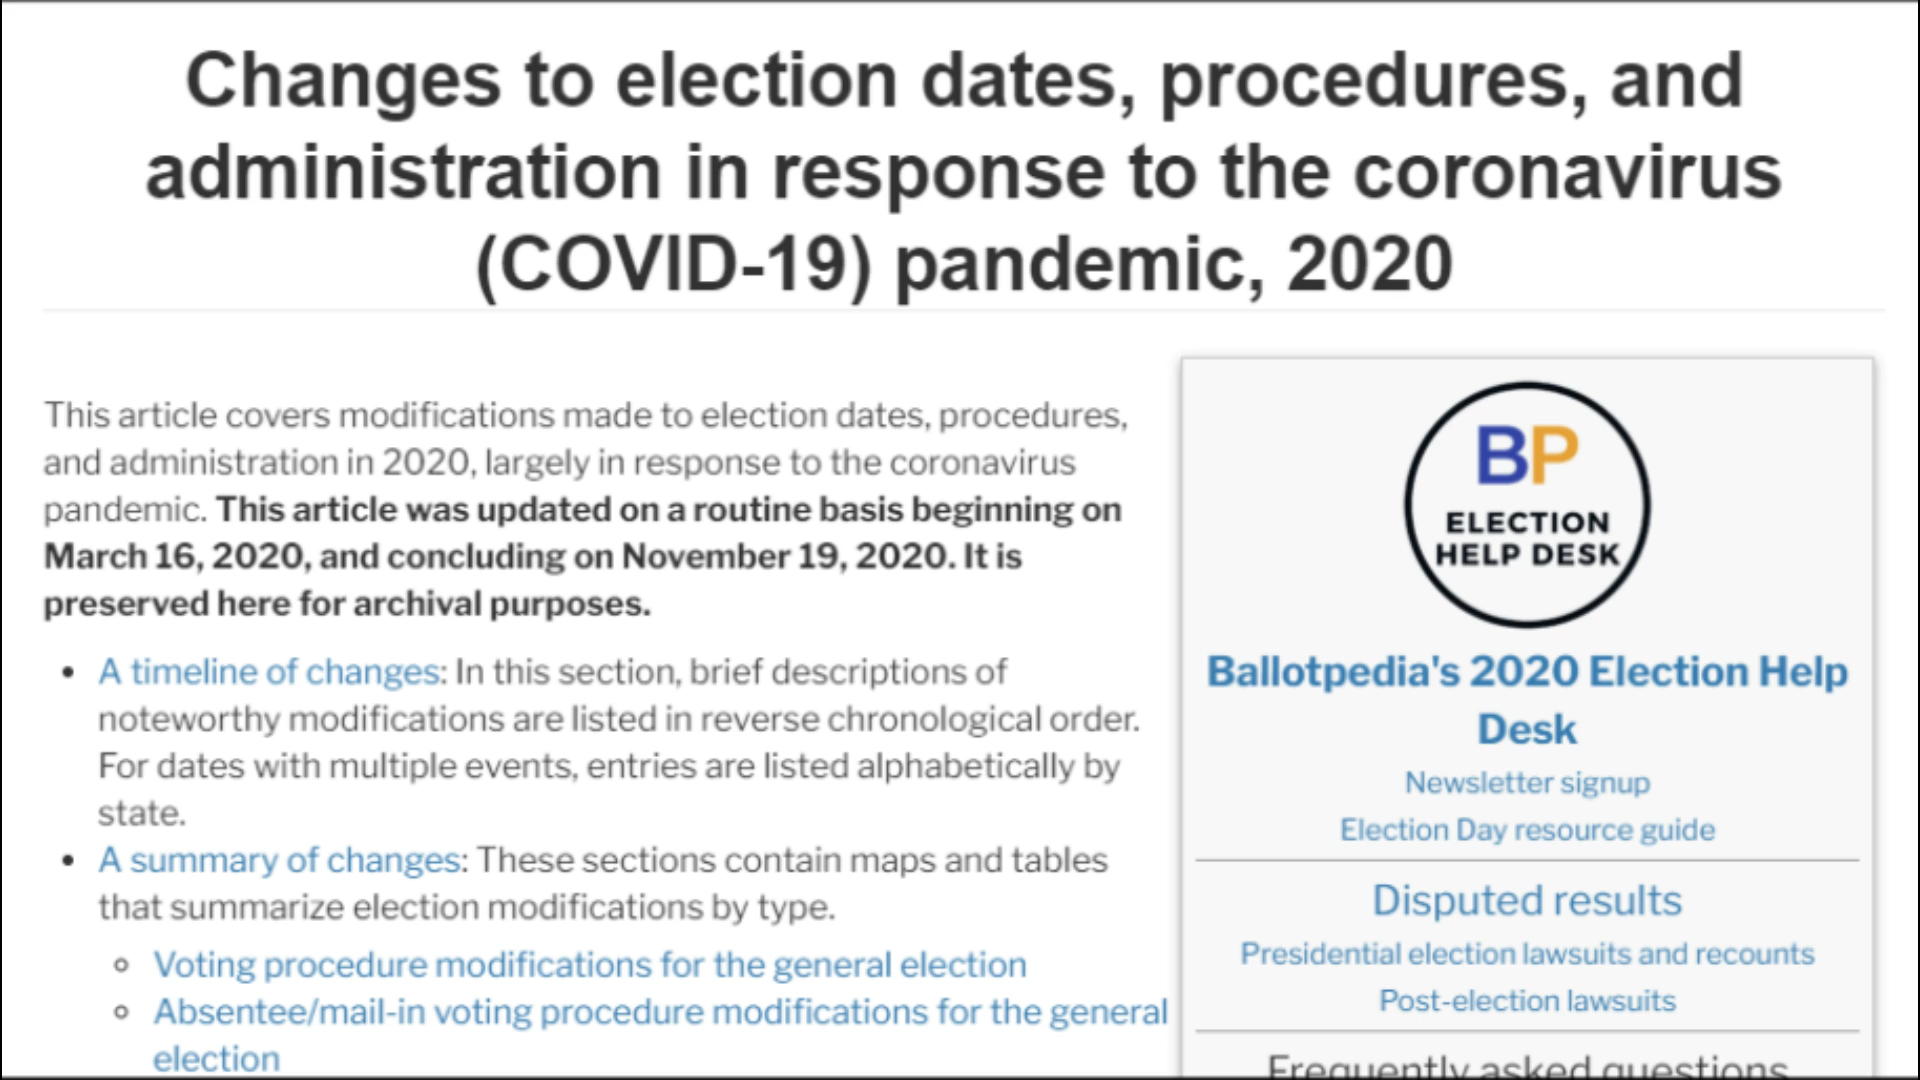 Changes to election dates, procedures, and
administration in response to the coronavirus
(COVID-19) pandemic, 2020
This article covers modifications made to election dates, procedures,
and administration in 2020, largely in response to the coronavirus
pandemic. This article was updated on a routine basis beginning on
March 16, 2020, and concluding on November 19, 2020. It is
preserved here for archival purposes.
• A timeline of changes: In this section, brief descriptions of
noteworthy modifications are listed in reverse chronological order.
For dates with multiple events, entries are listed alphabetically by
state.
• A summary of changes: These sections contain maps and tables
that summarize election modifications by type.
◦ Voting procedure modifications for the general election
◦ Absentee/mail-in voting procedure modifications for the general
election
BP
ELECTION
HELP DESK
Ballotpedia's 2020 Election Help
Desk
Newsletter signup
Election Day resource guide
Disputed results
Presidential election lawsuits and recounts
Post-election lawsuits
Frequently asked questions